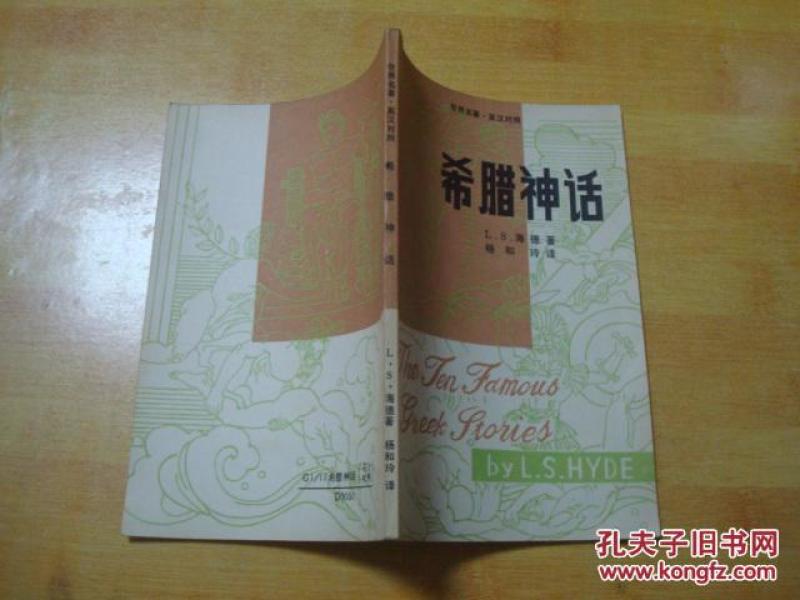 世界名著·英汉对照
希腊神话
L.S.海德著
杨和玲译
The Ten Famous
Greek Stories
by L.S.HYDE
世界名著·英汉对照 希腊神话 L·S·海德著 杨和玲译
D0050
孔夫子旧书网
www.kongfz.com